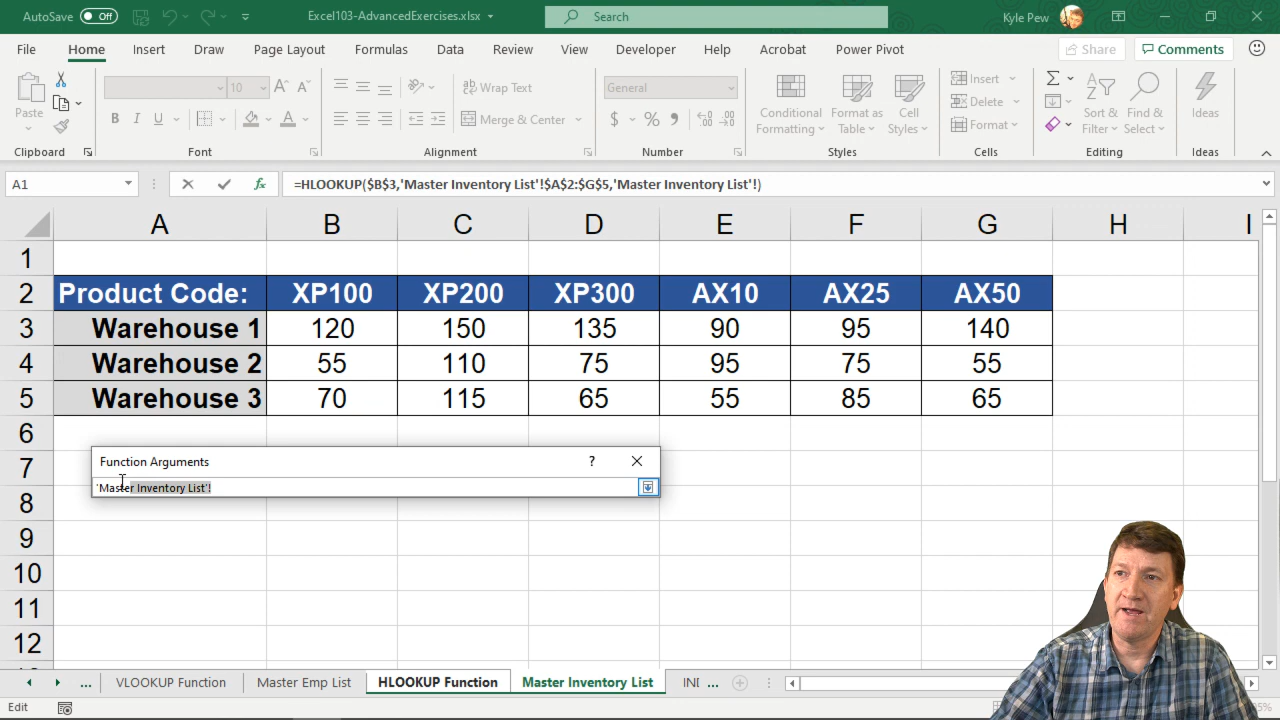 AutoSave Off Excel103-AdvancedExercises.xlsx Search Kyle Pew
File Home Insert Draw Page Layout Formulas Data Review View Developer Help Acrobat Power Pivot Share Comments
Paste 10 Wrap Text Merge & Center General Conditional Formatting Format as Table Cell Styles Insert Delete Format Sort & Filter Find & Select Ideas
Clipboard Font Alignment Number Styles Cells Editing Ideas
A1 =HLOOKUP($B$3,'Master Inventory List'!$A$2:$G$5,'Master Inventory List'!)
A B C D E F G H I
1
2 Product Code: XP100 XP200 XP300 AX10 AX25 AX50
3 Warehouse 1 120 150 135 90 95 140
4 Warehouse 2 55 110 75 95 75 55
5 Warehouse 3 70 115 65 55 85 65
6
7 Function Arguments ?
'Master Inventory List'!
8
9
10
11
12
... VLOOKUP Function Master Emp List HLOOKUP Function Master Inventory List INI ...
Edit